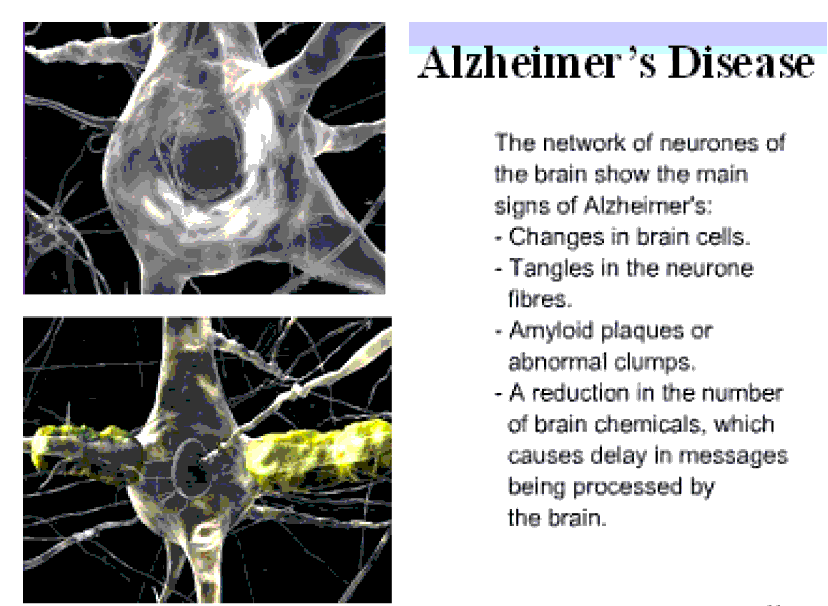 Alzheimer's Disease
The network of neurones of
the brain show the main
signs of Alzheimer's:
- Changes in brain cells.
- Tangles in the neurone
fibres.
- Amyloid plaques or
abnormal clumps.
- A reduction in the number
of brain chemicals, which
causes delay in messages
being processed by
the brain.